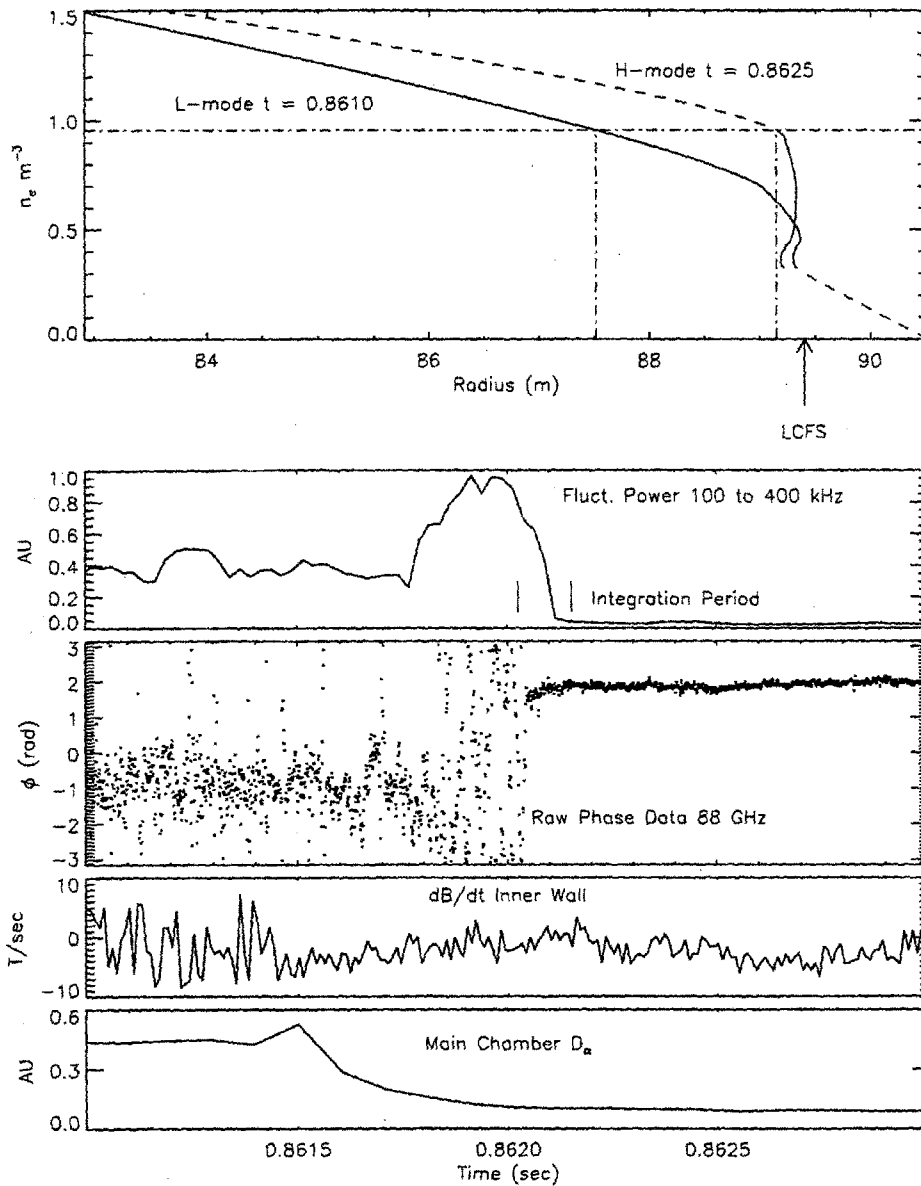 1.5
1.0
0.5
0.0
nₑ m⁻³
H-mode t = 0.8625
L-mode t = 0.8610
84
86
88
90
Radius (m)
LCFS
1.0
0.8
0.6
0.4
0.2
0.0
AU
Fluct. Power 100 to 400 kHz
Integration Period
3
2
1
0
-1
-2
-3
ϕ (rad)
Raw Phase Data 88 GHz
10
0
-10
T/sec
dB/dt Inner Wall
0.6
0.3
0.0
AU
Main Chamber Dα
0.8615
0.8620
0.8625
Time (sec)